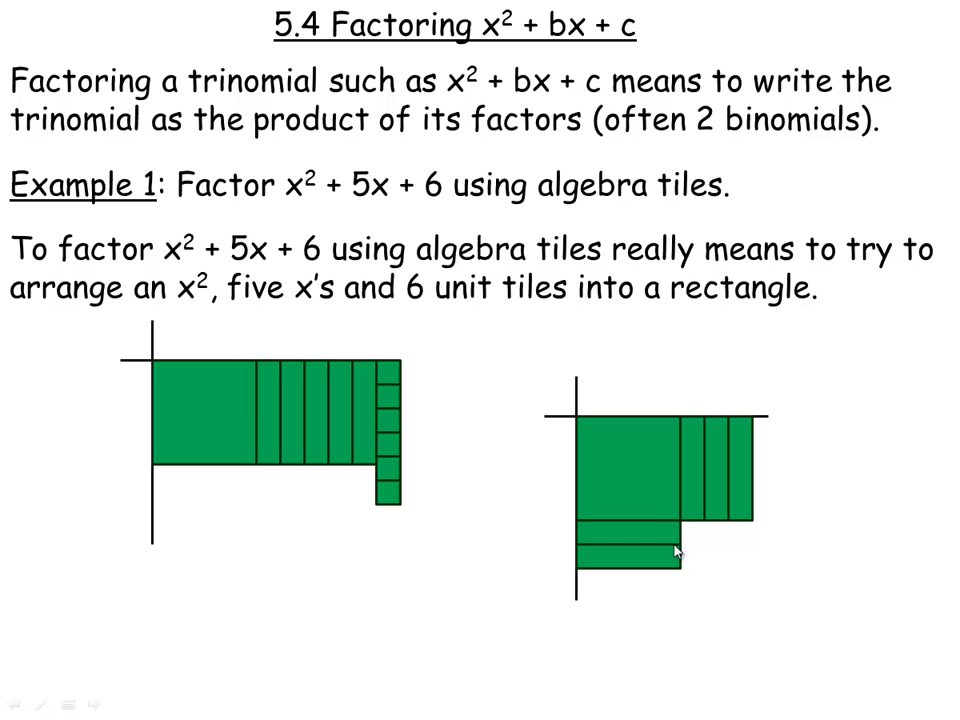 5.4 Factoring x² + bx + c
Factoring a trinomial such as x² + bx + c means to write the
trinomial as the product of its factors (often 2 binomials).
Example 1: Factor x² + 5x + 6 using algebra tiles.
To factor x² + 5x + 6 using algebra tiles really means to try to
arrange an x², five x's and 6 unit tiles into a rectangle.